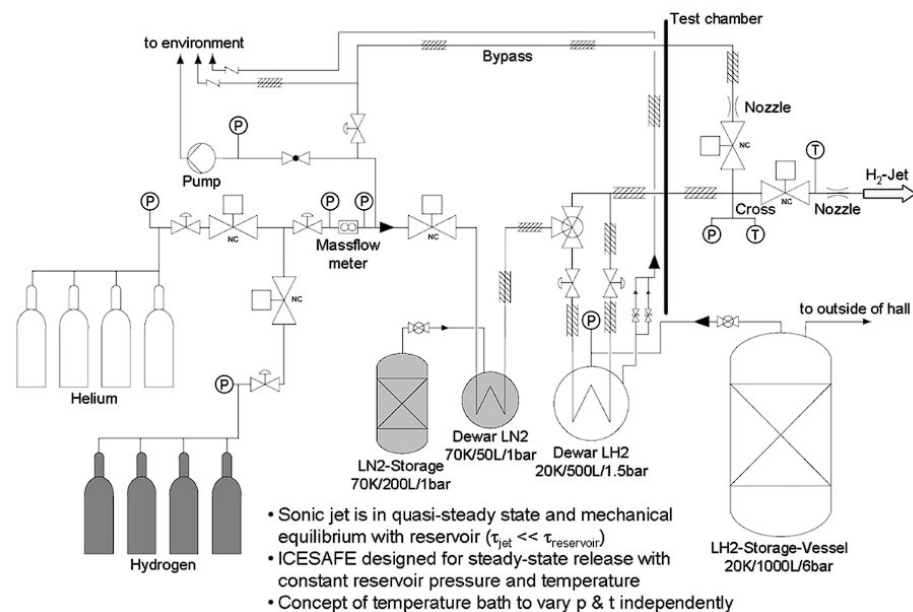 to environment
Test chamber
Bypass
Nozzle
P
NC
T
H2-Jet
Pump
P
NC
P
P
NC
NC
Cross
Nozzle
Massflow
meter
P
T
NC
P
P
to outside of hall
Helium
Dewar LN2
70K/50L/1bar
Dewar LH2
20K/500L/1.5bar
LN2-Storage
70K/200L/1bar
Hydrogen
LH2-Storage-Vessel
20K/1000L/6bar
• Sonic jet is in quasi-steady state and mechanical
equilibrium with reservoir (τjet << τreservoir)
• ICESAFE designed for steady-state release with
constant reservoir pressure and temperature
• Concept of temperature bath to vary p & t independently